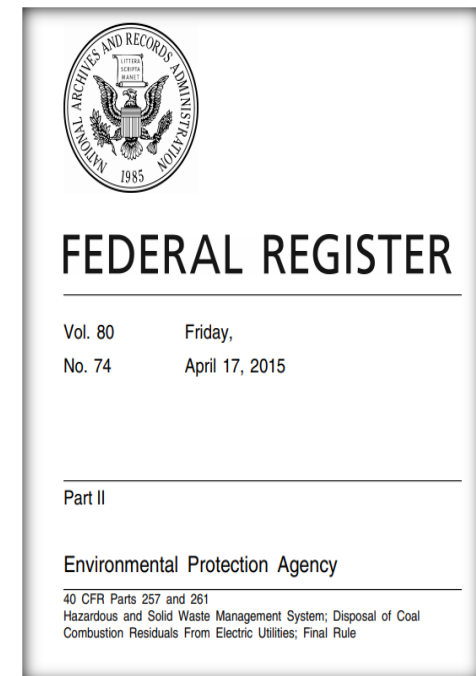 NATIONAL ARCHIVES AND RECORDS ADMINISTRATION
LITTERA
SCRIPTA
MANET
1985
FEDERAL REGISTER
Vol. 80 Friday,
No. 74 April 17, 2015
Part II
Environmental Protection Agency
40 CFR Parts 257 and 261
Hazardous and Solid Waste Management System; Disposal of Coal
Combustion Residuals From Electric Utilities; Final Rule